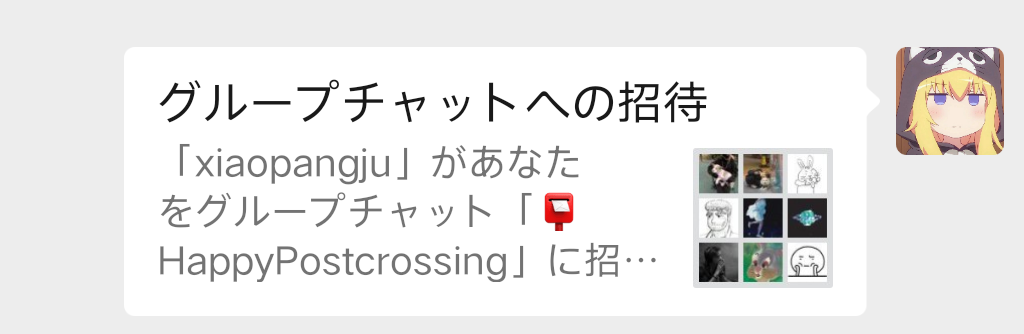 グループチャットへの招待
「xiaopangju」があなた
をグループチャット「📮
HappyPostcrossing」に招…